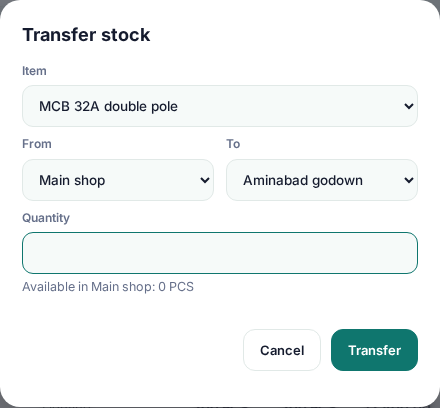 Transfer stock
Item
MCB 32A double pole
From
To
Main shop
Aminabad godown
Quantity
Available in Main shop: 0 PCS
Cancel
Transfer